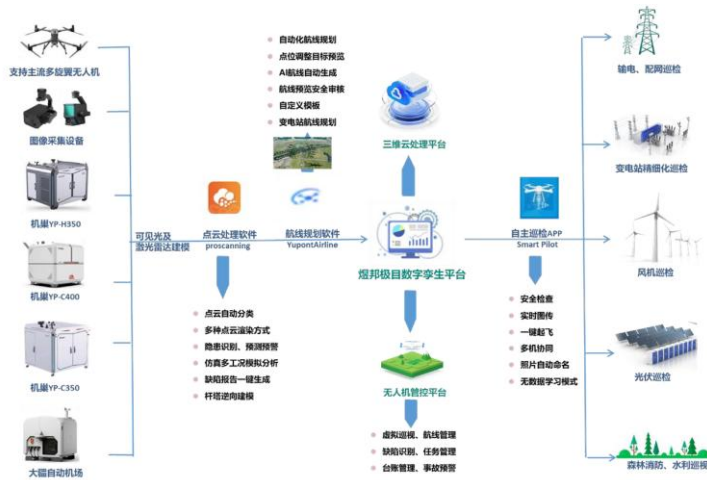 支持主流多旋翼无人机
图像采集设备
机巢YP-H350
机巢YP-C400
机巢YP-C350
大疆自动机场
可见光及
激光雷达建模
自动化航线规划
点位调整目标预览
AI航线自动生成
航线预览安全审核
自定义模板
变电站航线规划
点云处理软件
proscanning
航线规划软件
YupontAirline
点云自动分类
多种点云渲染方式
隐患识别、预测预警
仿真多工况模拟分析
缺陷报告一键生成
杆塔逆向建模
三维云处理平台
煜邦极目数字孪生平台
无人机管控平台
虚拟巡视、航线管理
缺陷识别、任务管理
台账管理、事故预警
自主巡检APP
Smart Pilot
安全检查
实时图传
一键起飞
多机协同
照片自动命名
无数据学习模式
输电、配网巡检
变电站精细化巡检
风机巡检
光伏巡检
森林消防、水利巡视